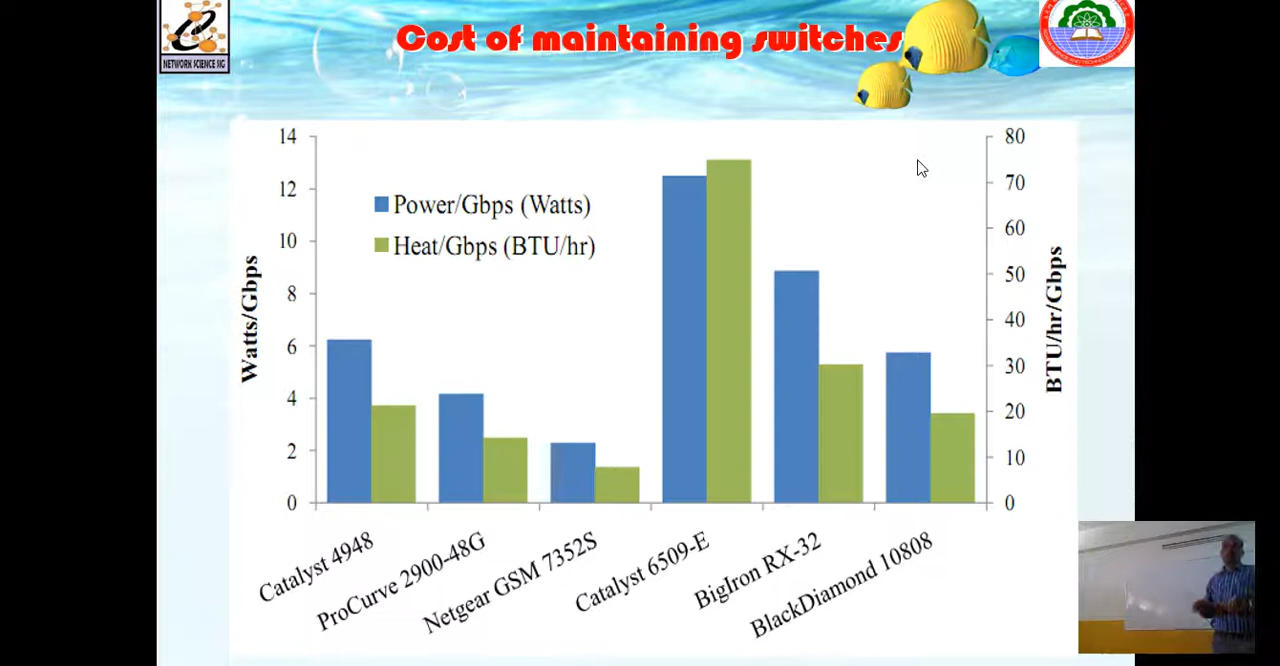 Cost of maintaining switches
NETWORK SCIENCE SIG
14
12
10
8
6
4
2
0
Watts/Gbps
Power/Gbps (Watts)
Heat/Gbps (BTU/hr)
80
70
60
50
40
30
20
10
0
BTU/hr/Gbps
Catalyst 4948
ProCurve 2900-48G
Netgear GSM 7352S
Catalyst 6509-E
BigIron RX-32
BlackDiamond 10808